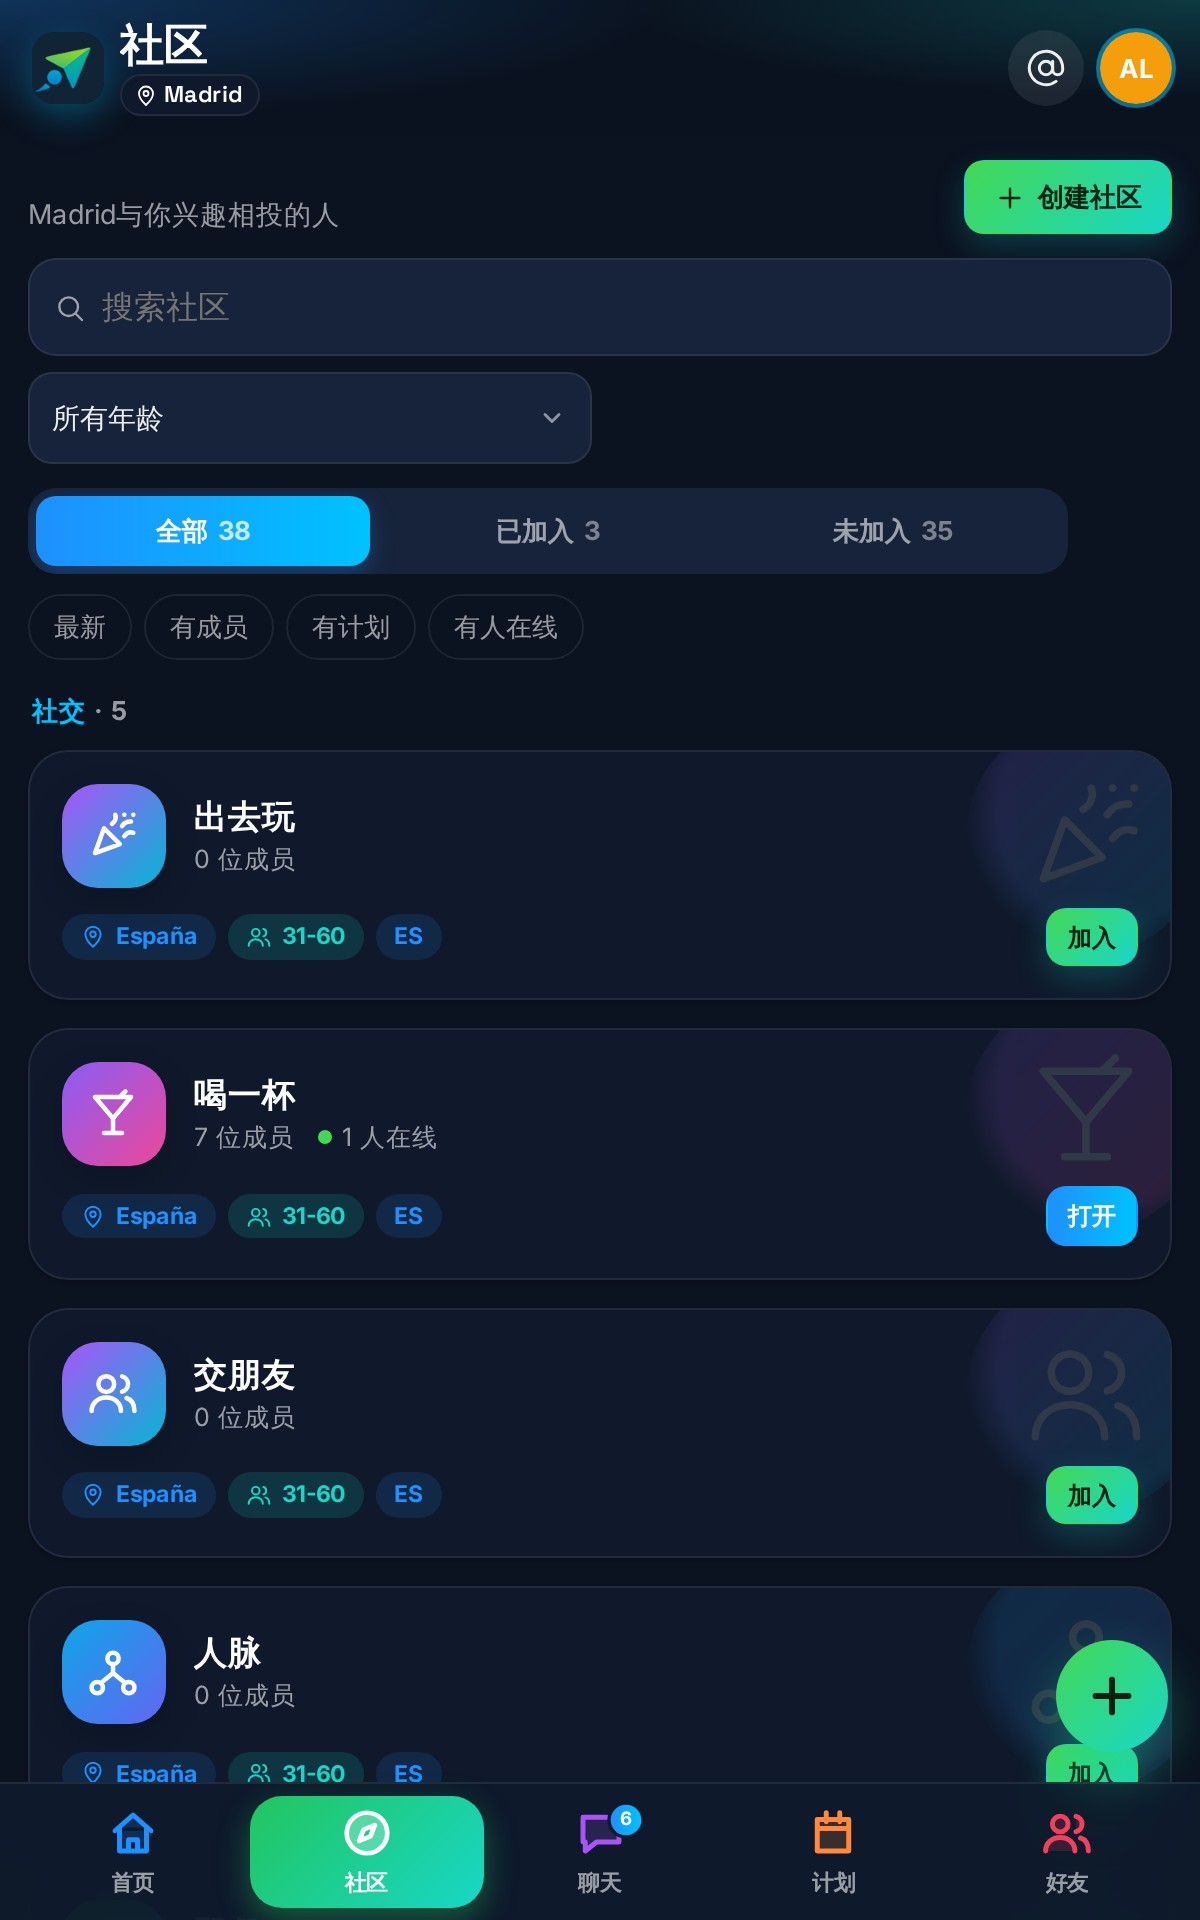 社区
Madrid
AL
Madrid与你兴趣相投的人
创建社区
搜索社区
所有年龄
全部 38
已加入 3
未加入 35
最新
有成员
有计划
有人在线
社交 · 5
出去玩
0 位成员
España
31-60
ES
加入
喝一杯
7 位成员
1 人在线
España
31-60
ES
打开
交朋友
0 位成员
España
31-60
ES
加入
人脉
0 位成员
España
31-60
ES
加入
首页
社区
6
聊天
计划
好友